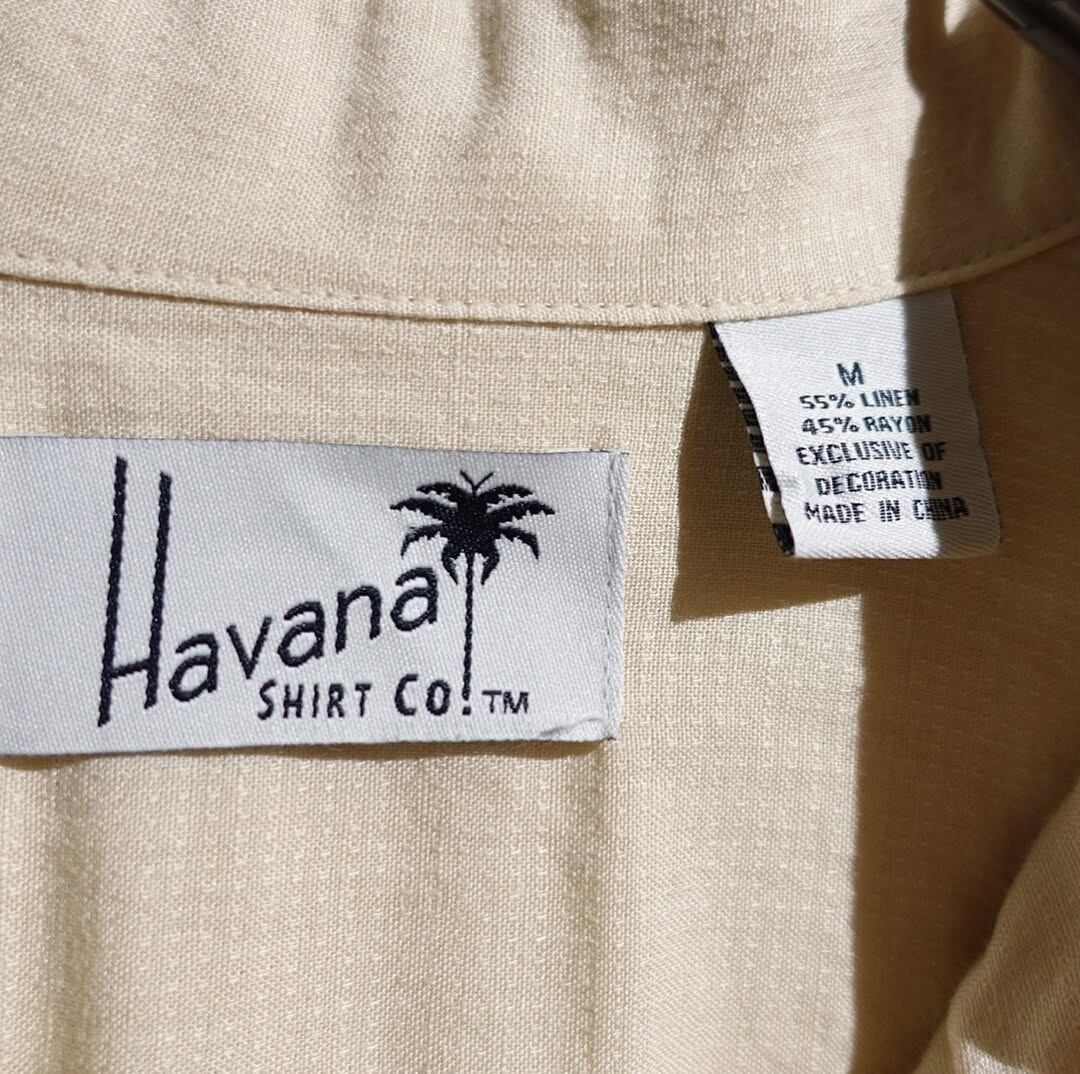 Havana
SHIRT Co. TM
M
55% LINEN
45% RAYON
EXCLUSIVE OF
DECORATION
MADE IN CHINA